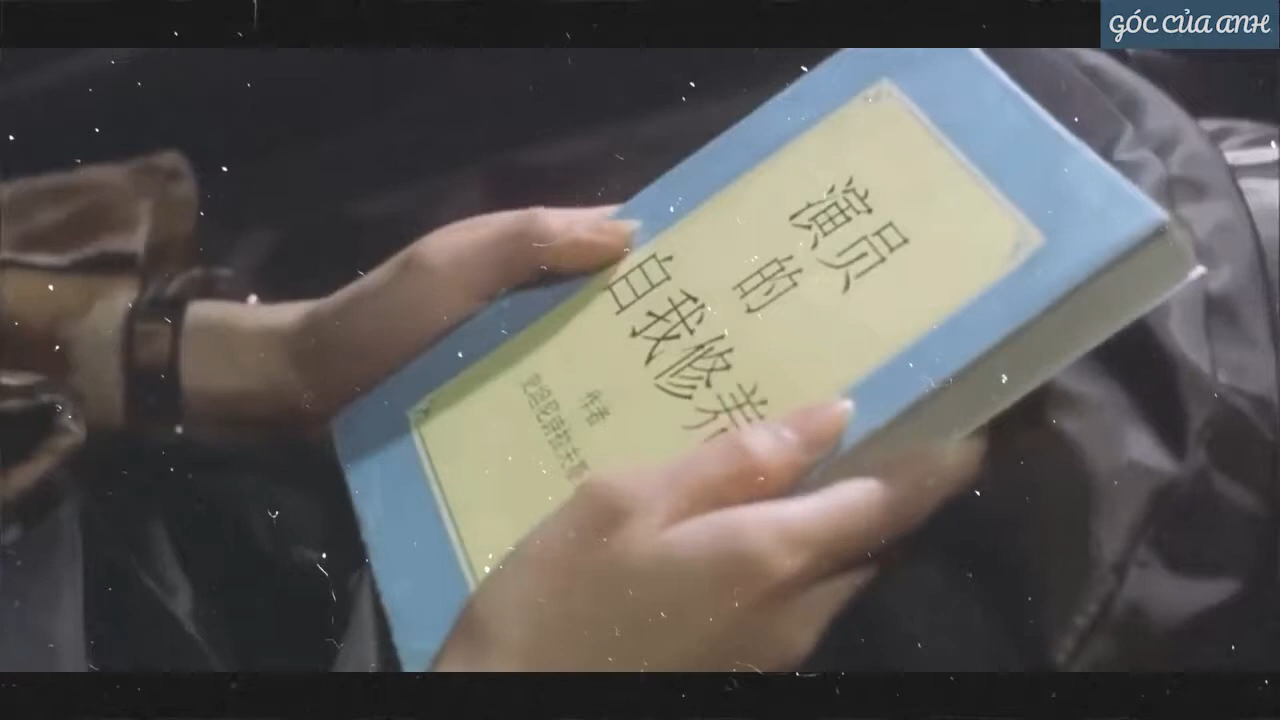 góc của anh
演员
的
自我修养
作者